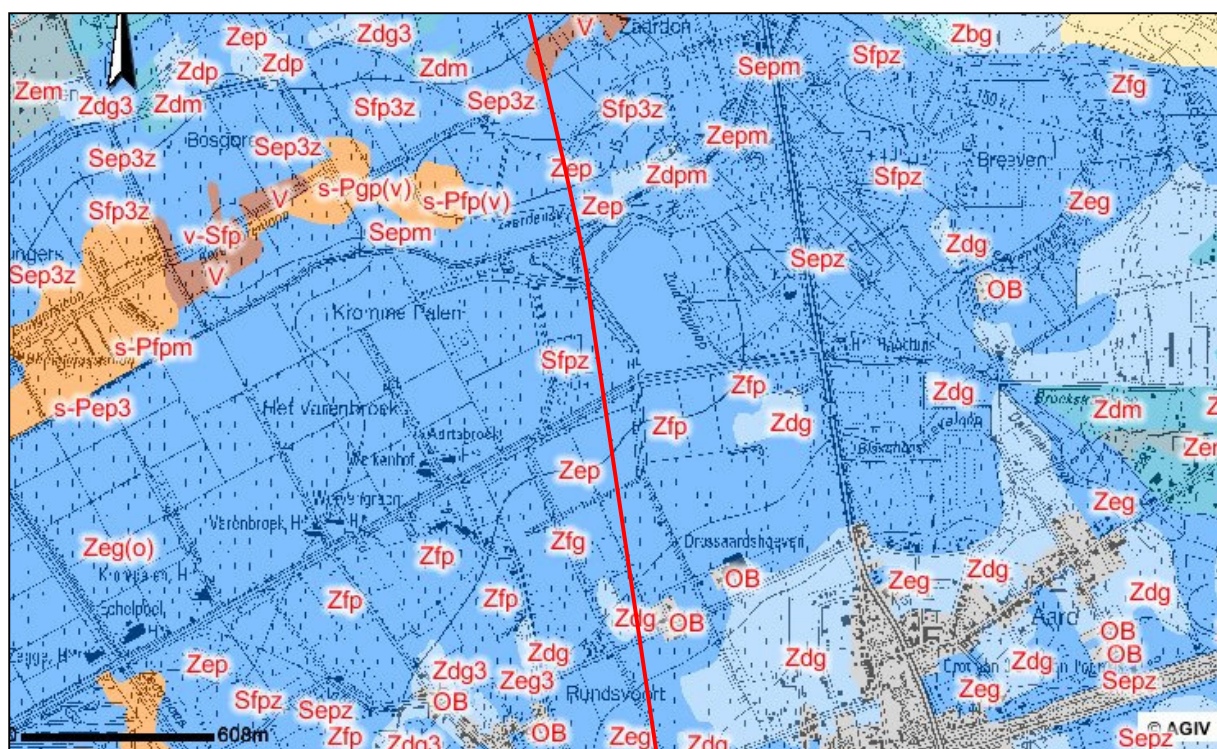 V
Zaardon
Zep
Zdg3
Zdp
Zdp
Zdm
Zem
Zdg3
Zdm
Sepm
Sfpz
Zbg
Zfg
Sfp3z
Sep3z
Sfp3z
Zepm
Bosgoren
Sep3z
Sep3z
Breeven
Zep
Zdpm
Sfpz
s-Pgp(v)
s-Pfp(v)
V
Zep
Zeg
Sfp3z
v-Sfp
Sepm
Zdg
Sep3z
V
Sepz
OB
Kromme Palen
s-Pfpm
Sfpz
Zfp
Zdg
s-Pep3
Het Varenbroek
Zfp
Zdg
Zdm
Zep
Varenbroek, H
Zeg
Zeg(o)
Zfp
Zfg
Drussaardshoeven
OB
Zeg
Zdg
Zfp
Zfp
Schelpoel
Zdg
OB
Zdg
Aard
OB
OB
Zep
Zdg3
Zdg
Zdg
Zdg
Sfpz
OB
Zeg3
Rundsvoort
Zeg
Sepz
Sepz
Zfp
Zdg3
OB
Zeg
Zdg
Sepz
608m
© AGIV